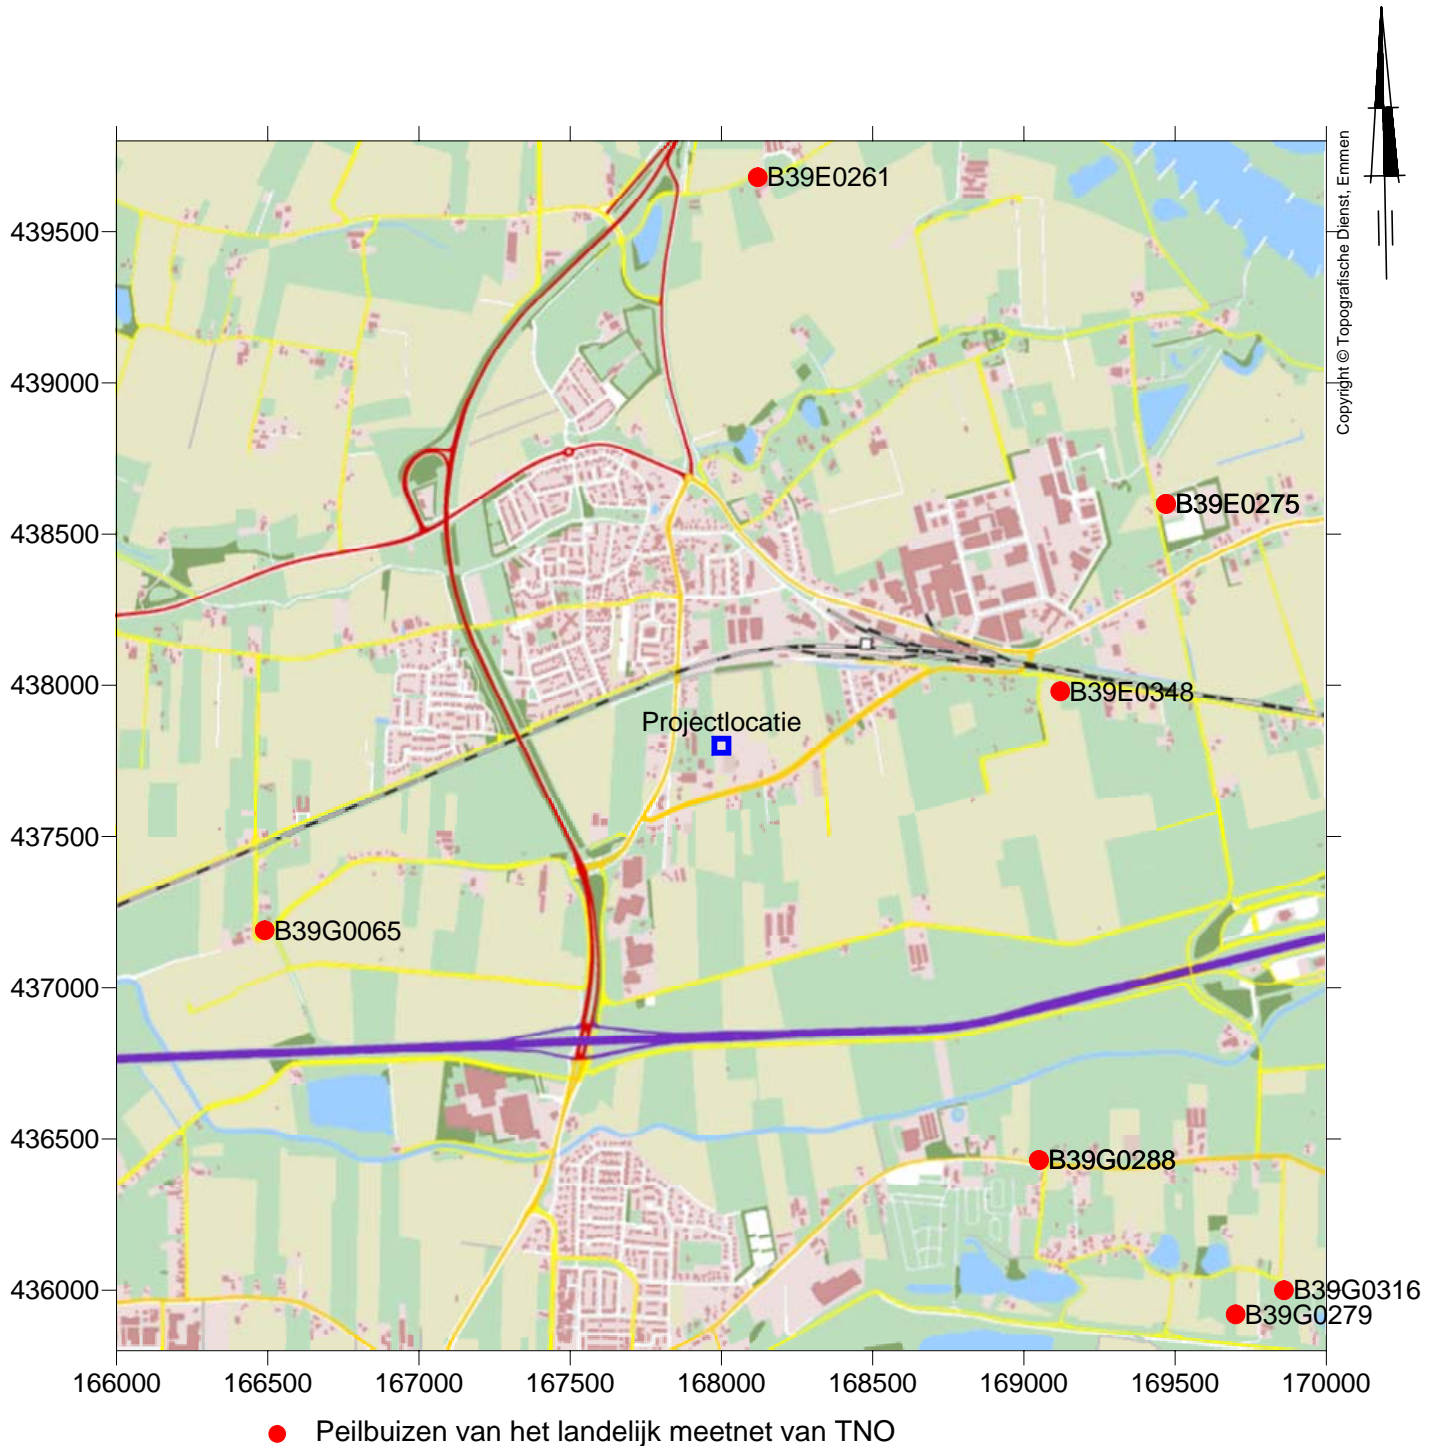 Copyright © Topografische Dienst, Emmen
B39E0261
439500
439000
B39E0275
438500
438000
B39E0348
Projectlocatie
437500
B39G0065
437000
436500
B39G0288
436000
B39G0316
B39G0279
166000 166500 167000 167500 168000 168500 169000 169500 170000
Peilbuizen van het landelijk meetnet van TNO